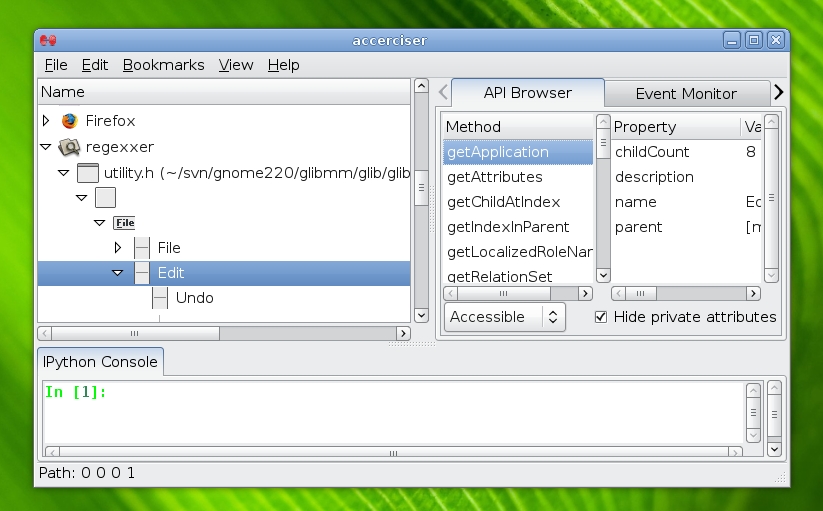 accerciser
File Edit Bookmarks View Help
Name
Firefox
regexxer
utility.h (~/svn/gnome220/glibmm/glib/glib
File
File
Edit
Undo
API Browser Event Monitor
Method Property Va
getApplication childCount 8
getAttributes description
getChildAtIndex name Ed
getIndexInParent parent [m
getLocalizedRoleNar
getRelationSet
Accessible Hide private attributes
IPython Console
In [1]:
Path: 0 0 0 1